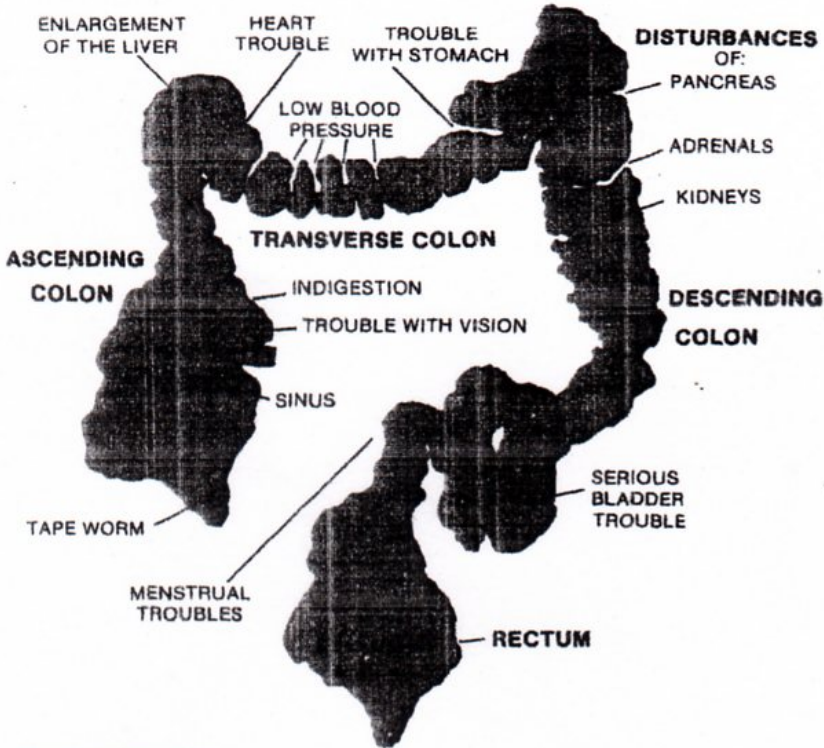 ENLARGEMENT
OF THE LIVER
HEART
TROUBLE
TROUBLE
WITH STOMACH
DISTURBANCES
OF:
PANCREAS
LOW BLOOD
PRESSURE
ADRENALS
KIDNEYS
TRANSVERSE COLON
ASCENDING
COLON
INDIGESTION
TROUBLE WITH VISION
DESCENDING
COLON
SINUS
SERIOUS
BLADDER
TROUBLE
TAPE WORM
MENSTRUAL
TROUBLES
RECTUM